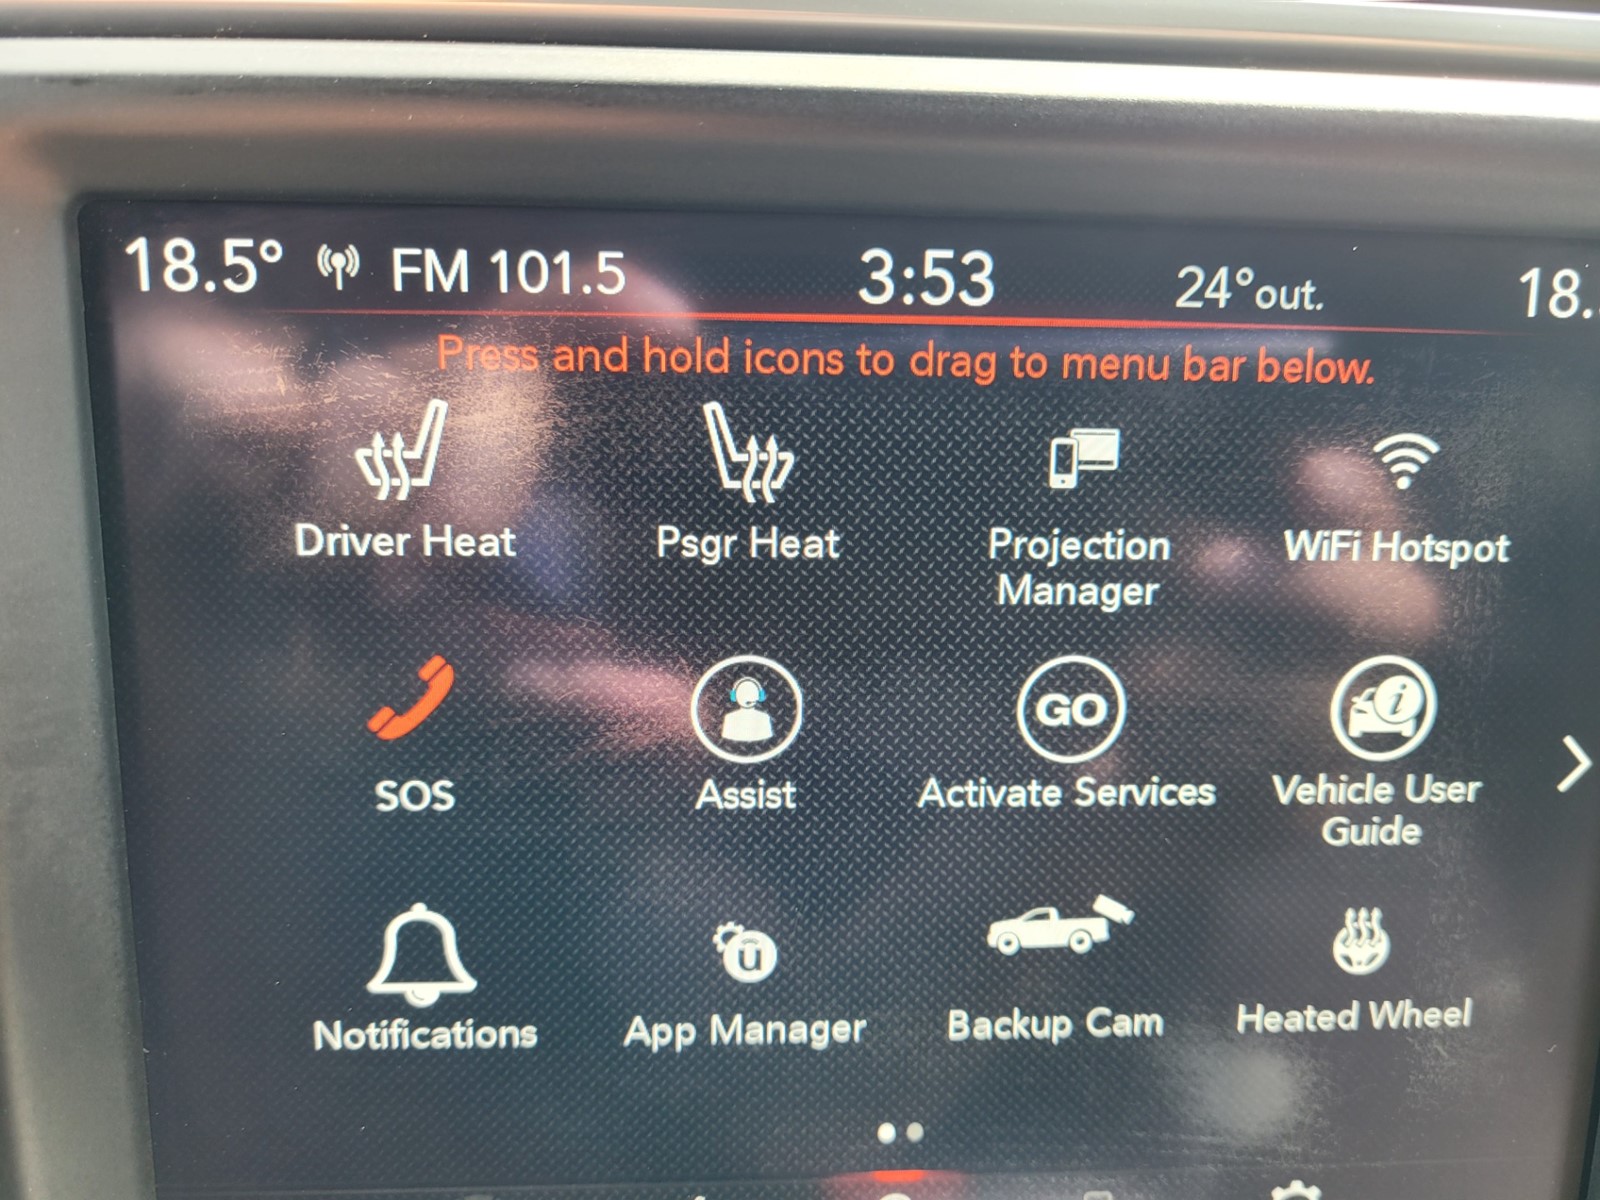 18.5° FM 101.5 3:53 24°out. 18.
Press and hold icons to drag to menu bar below.
Driver Heat Psgr Heat Projection WiFi Hotspot
Manager
GO i
SOS Assist Activate Services Vehicle User
Guide
u
Notifications App Manager Backup Cam Heated Wheel